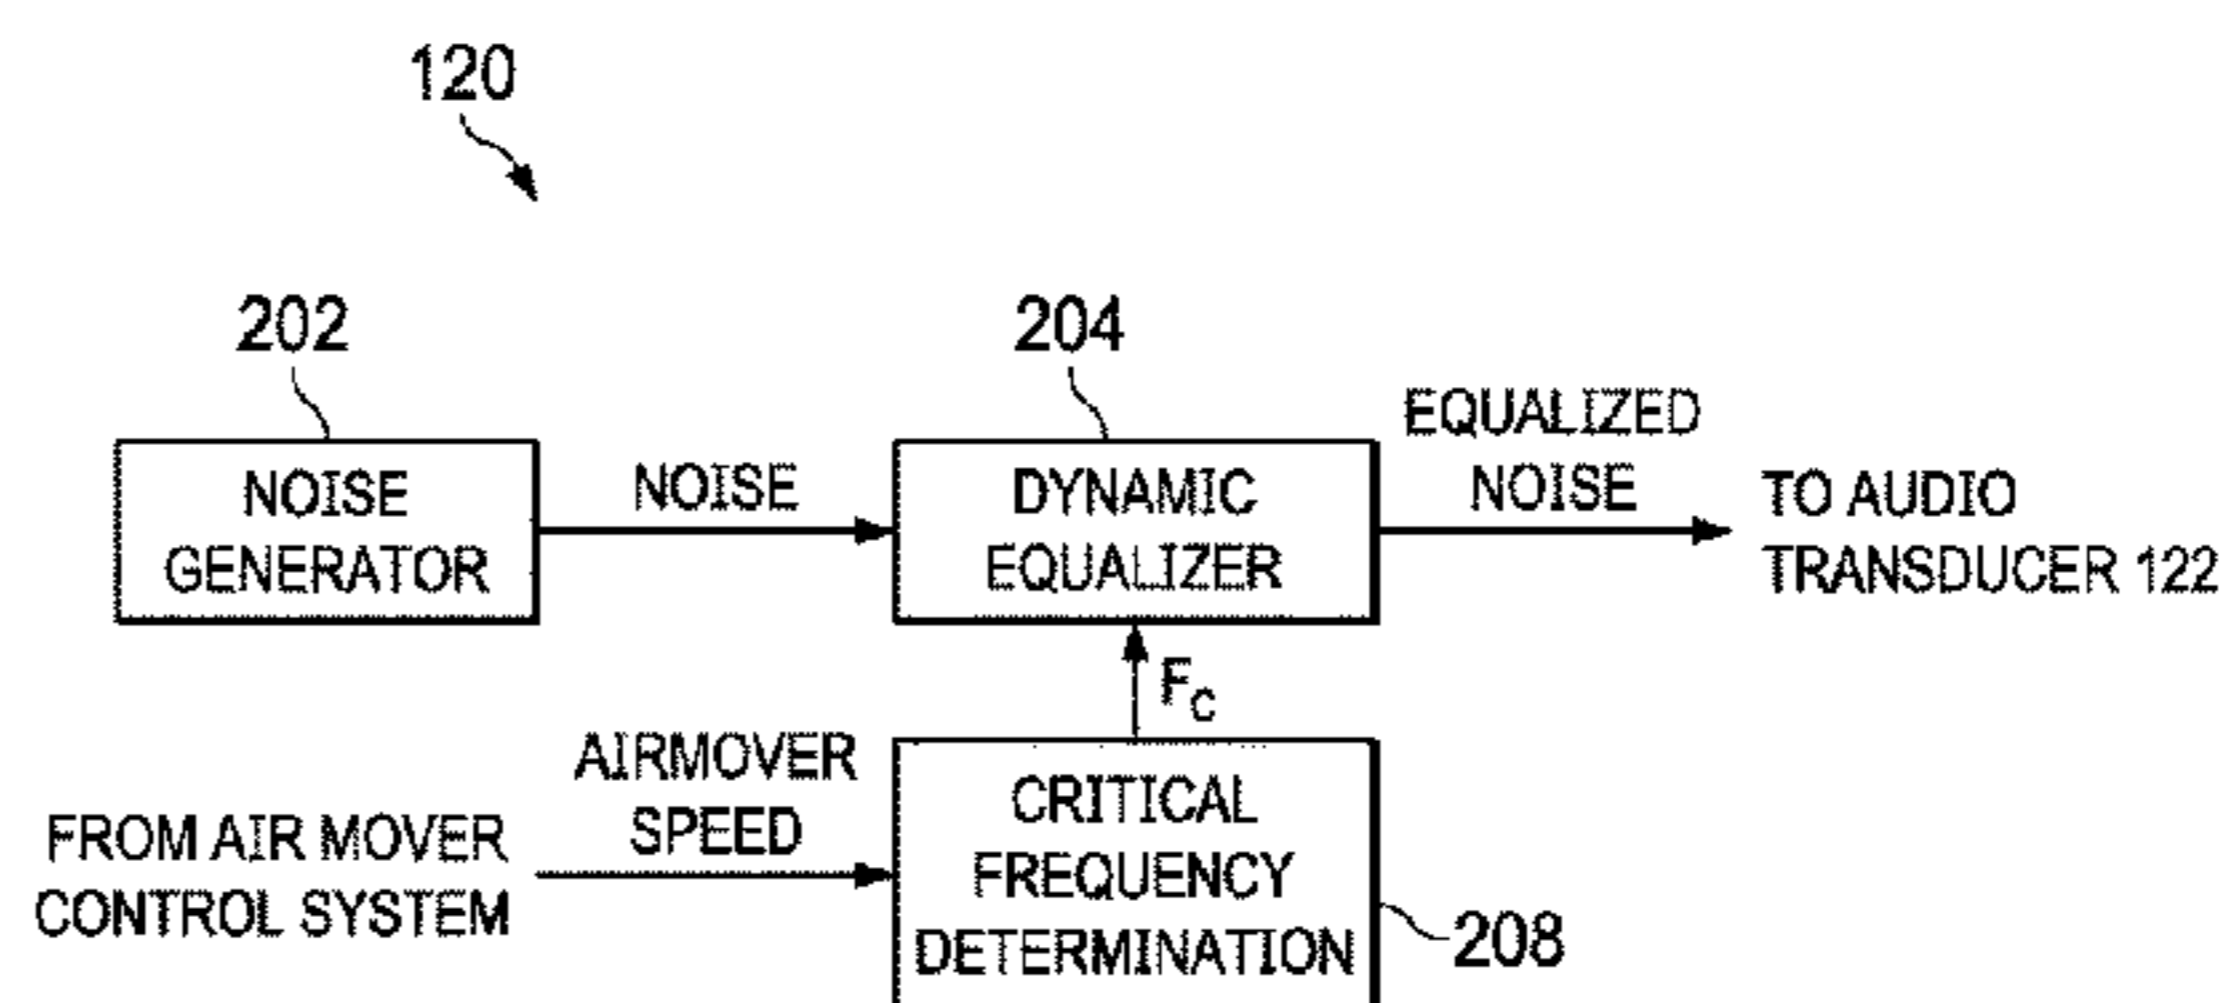 120
202
204
NOISE
GENERATOR
NOISE
DYNAMIC
EQUALIZER
EQUALIZED
NOISE
TO AUDIO
TRANSDUCER 122
FC
FROM AIR MOVER
CONTROL SYSTEM
AIRMOVER
SPEED
CRITICAL
FREQUENCY
DETERMINATION
208